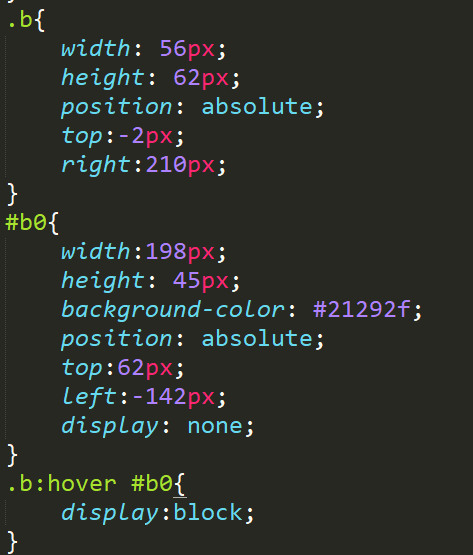 .b{
    width: 56px;
    height: 62px;
    position: absolute;
    top:-2px;
    right:210px;
}
#b0{
    width:198px;
    height: 45px;
    background-color: #21292f;
    position: absolute;
    top:62px;
    left:-142px;
    display: none;
}
.b:hover #b0{
    display:block;
}